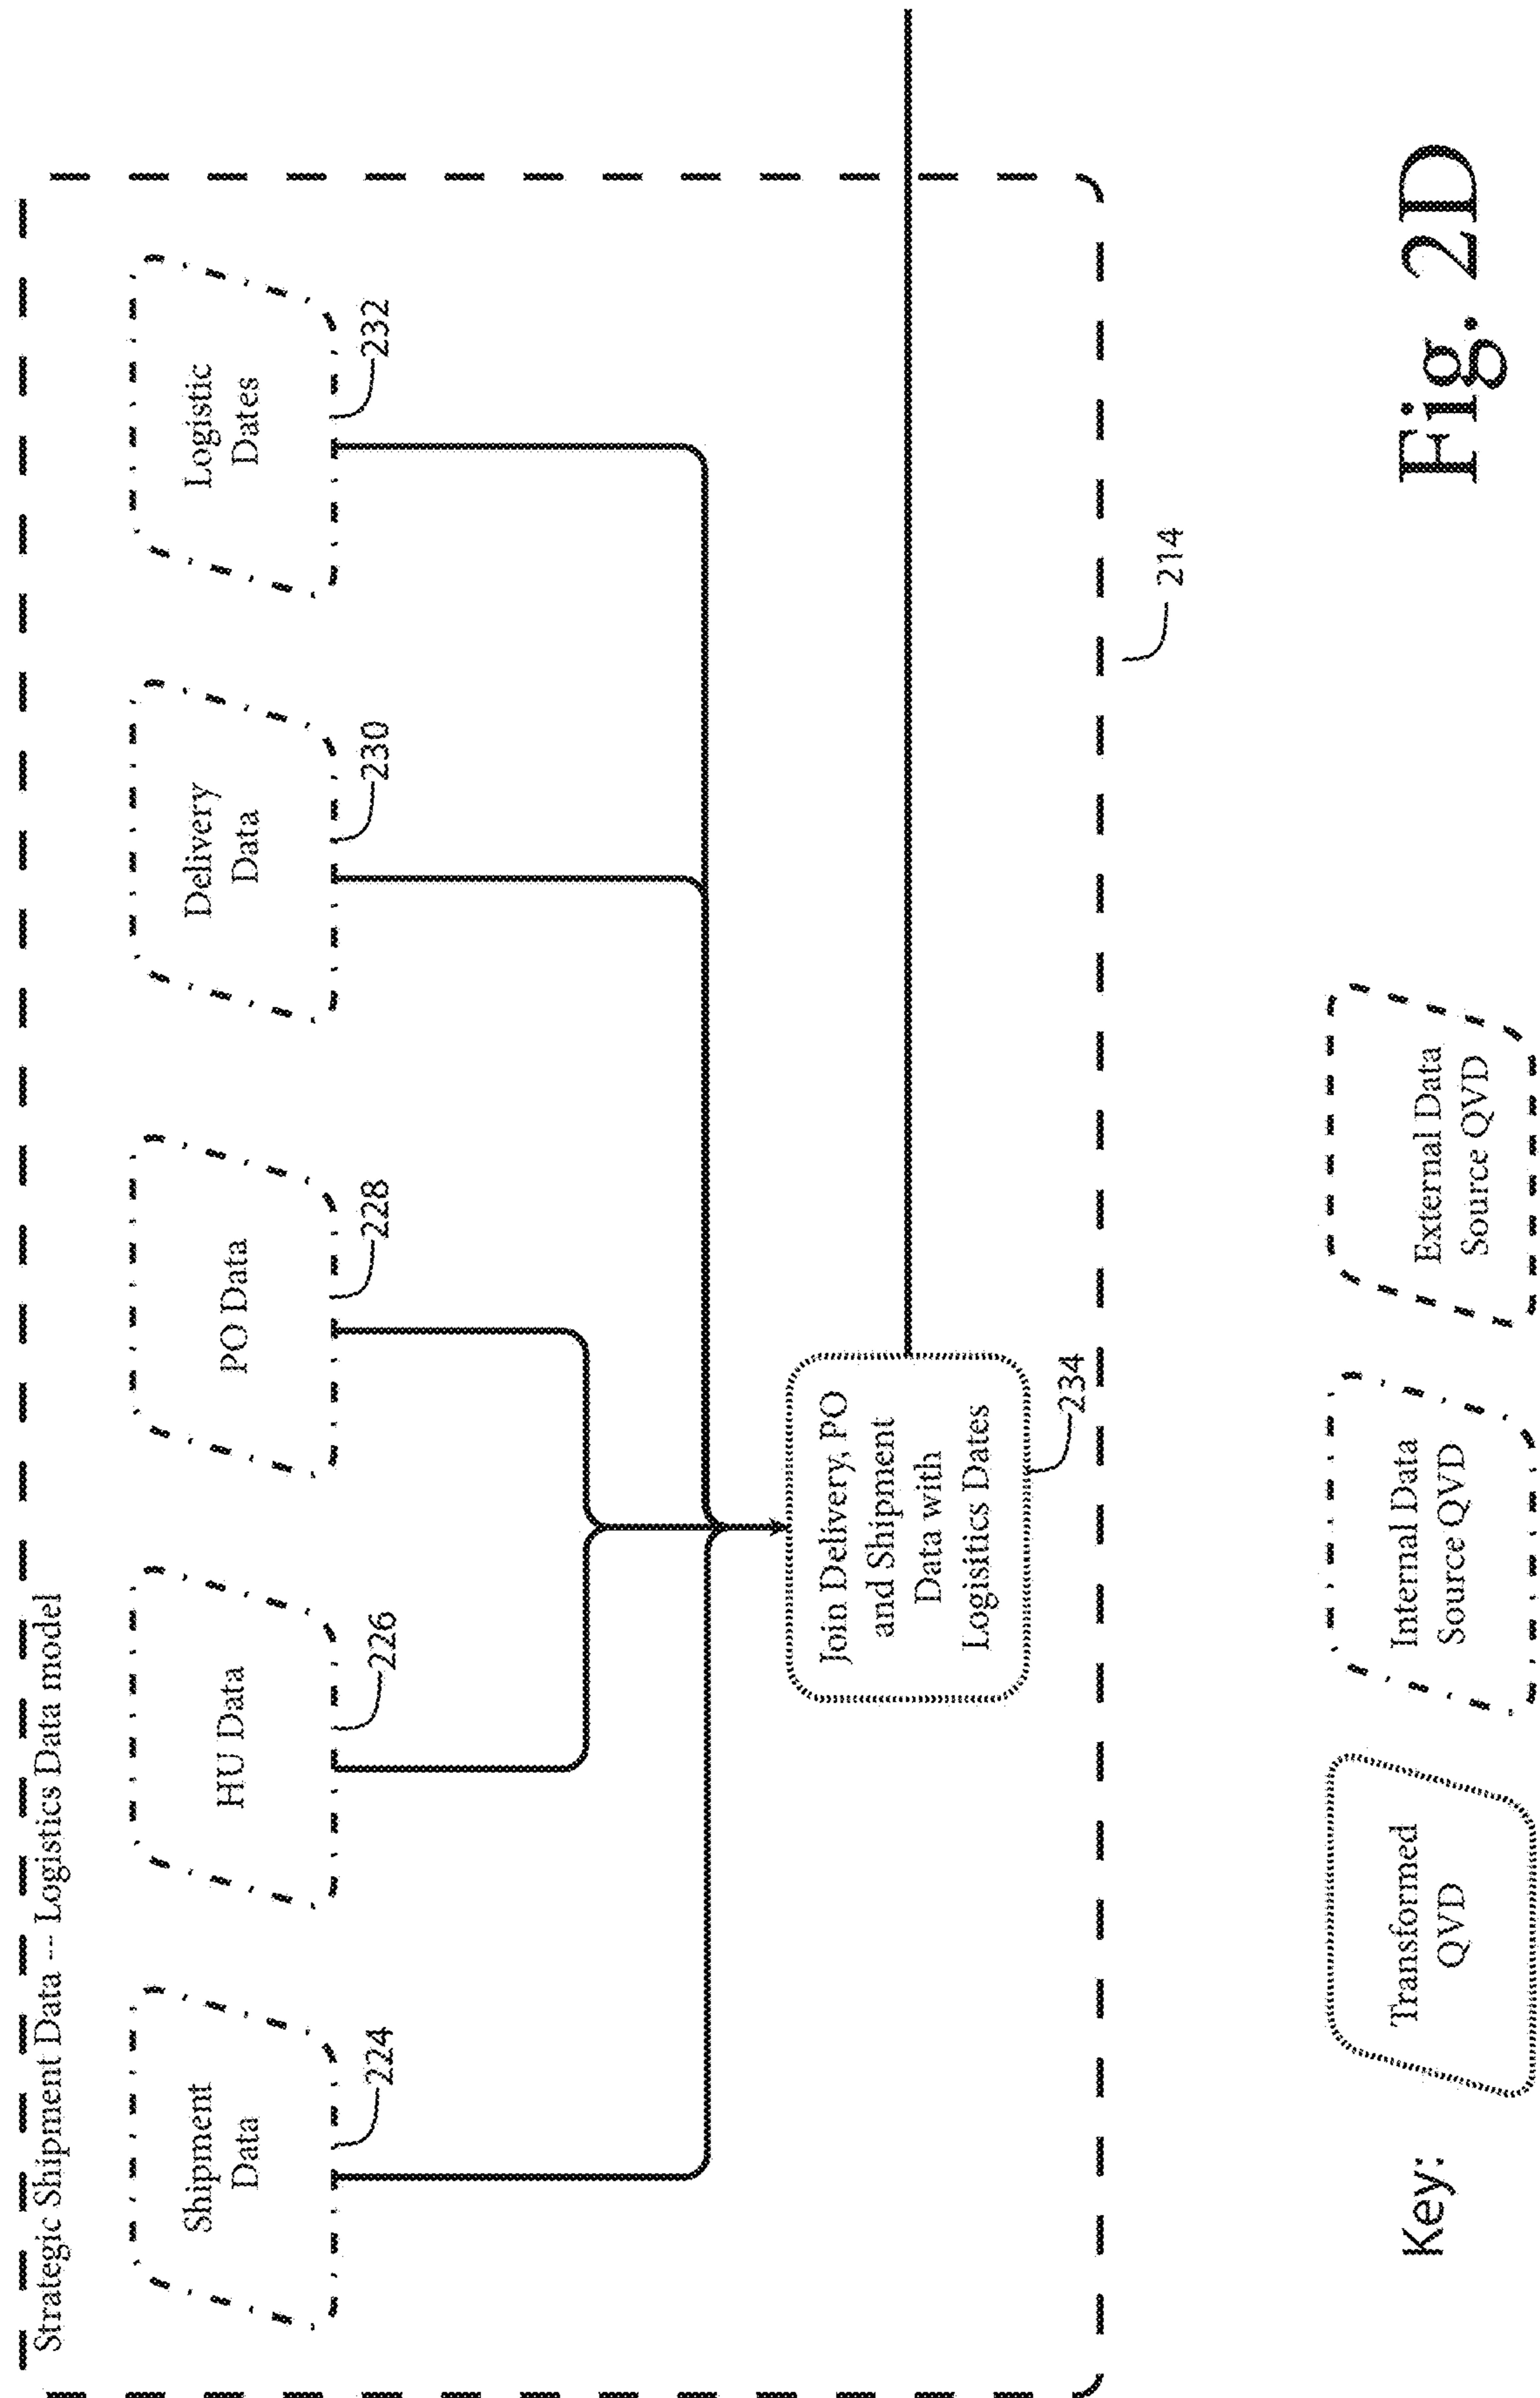 Strategic Shipment Data --- Logistics Data model
Shipment
Data
224
HU Data
226
PO Data
228
Delivery
Data
230
Logistic
Dates
232
Join Delivery, PO
and Shipment
Data with
Logisitics Dates
234
214
Key:
Transformed
QVD
Internal Data
Source QVD
External Data
Source QVD
Fig. 2D